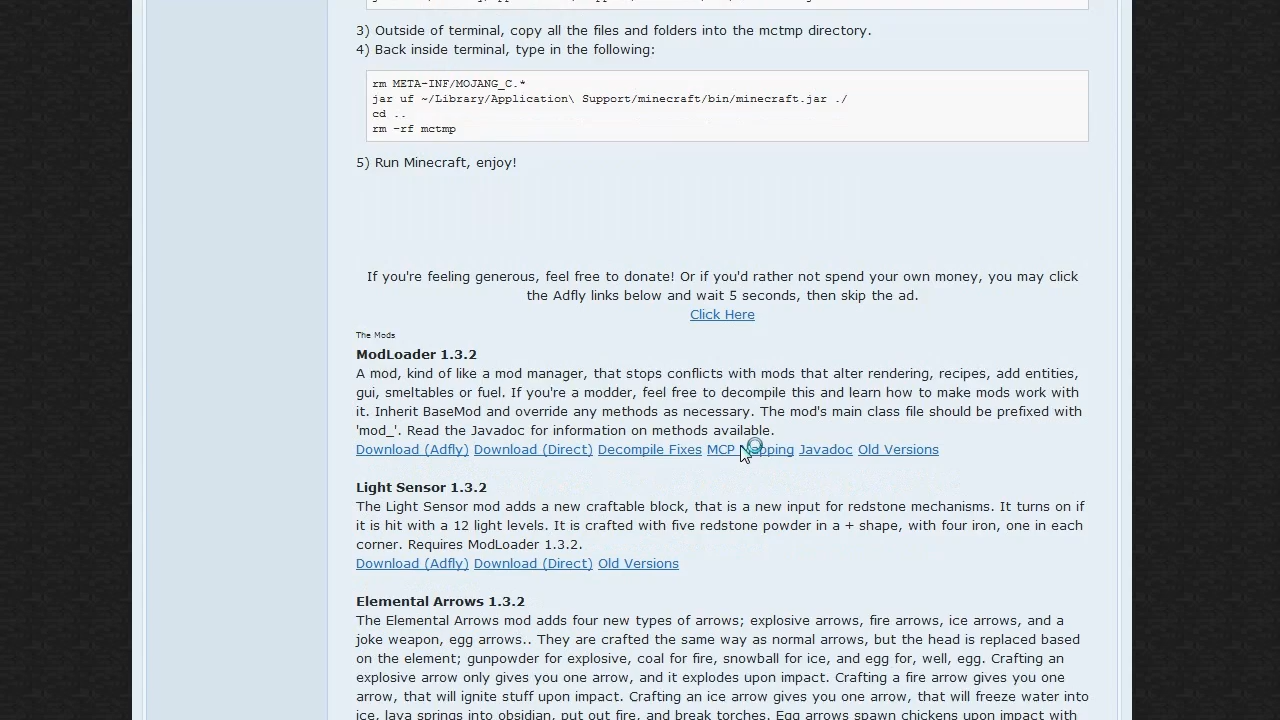 3) Outside of terminal, copy all the files and folders into the mctmp directory.
4) Back inside terminal, type in the following:
rm META-INF/MOJANG_C.*
jar uf ~/Library/Application\ Support/minecraft/bin/minecraft.jar ./
cd ..
rm -rf mctmp
5) Run Minecraft, enjoy!
If you're feeling generous, feel free to donate! Or if you'd rather not spend your own money, you may click
the Adfly links below and wait 5 seconds, then skip the ad.
Click Here
The Mods
ModLoader 1.3.2
A mod, kind of like a mod manager, that stops conflicts with mods that alter rendering, recipes, add entities,
gui, smeltables or fuel. If you're a modder, feel free to decompile this and learn how to make mods work with
it. Inherit BaseMod and override any methods as necessary. The mod's main class file should be prefixed with
'mod_'. Read the Javadoc for information on methods available.
Download (Adfly) Download (Direct) Decompile Fixes MCP Mapping Javadoc Old Versions
Light Sensor 1.3.2
The Light Sensor mod adds a new craftable block, that is a new input for redstone mechanisms. It turns on if
it is hit with a 12 light levels. It is crafted with five redstone powder in a + shape, with four iron, one in each
corner. Requires ModLoader 1.3.2.
Download (Adfly) Download (Direct) Old Versions
Elemental Arrows 1.3.2
The Elemental Arrows mod adds four new types of arrows; explosive arrows, fire arrows, ice arrows, and a
joke weapon, egg arrows.. They are crafted the same way as normal arrows, but the head is replaced based
on the element; gunpowder for explosive, coal for fire, snowball for ice, and egg for, well, egg. Crafting an
explosive arrow only gives you one arrow, and it explodes upon impact. Crafting a fire arrow gives you one
arrow, that will ignite stuff upon impact. Crafting an ice arrow gives you one arrow, that will freeze water into
ice, lava springs into obsidian, put out fire, and break torches. Egg arrows spawn chickens upon impact with